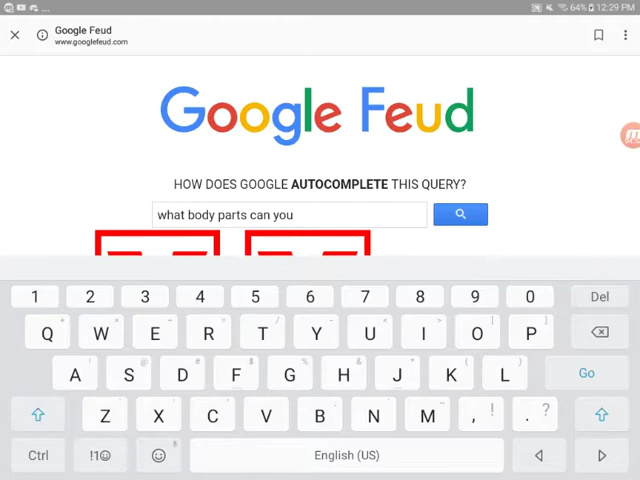 ... 64% 12:29 PM
Google Feud
www.googlefeud.com
Google Feud
HOW DOES GOOGLE AUTOCOMPLETE THIS QUERY?
what body parts can you
1 2 3 4 5 6 7 8 9 0 Del
Q W E R T Y U I O P
A S D F G H J K L Go
Z X C V B N M , ! . ?
Ctrl !1☺ English (US)